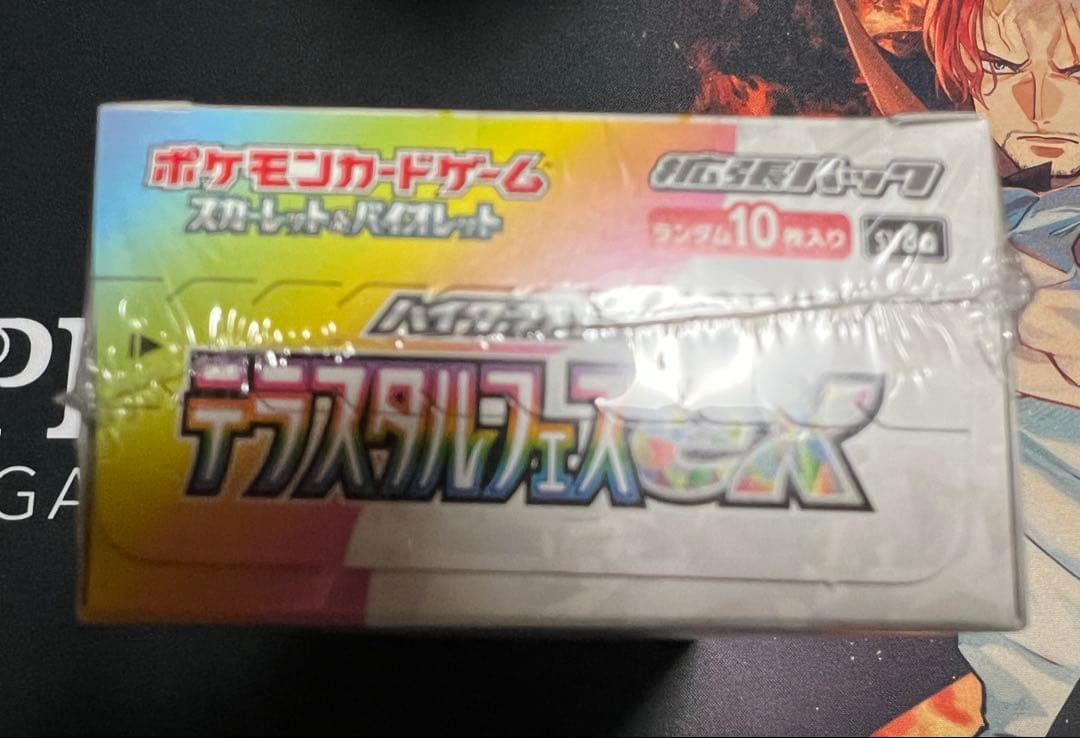 ポケモンカードゲーム
スカーレット&バイオレット
拡張パック
ランダム10枚入り
SV8a
テラスタルフェスex
GA